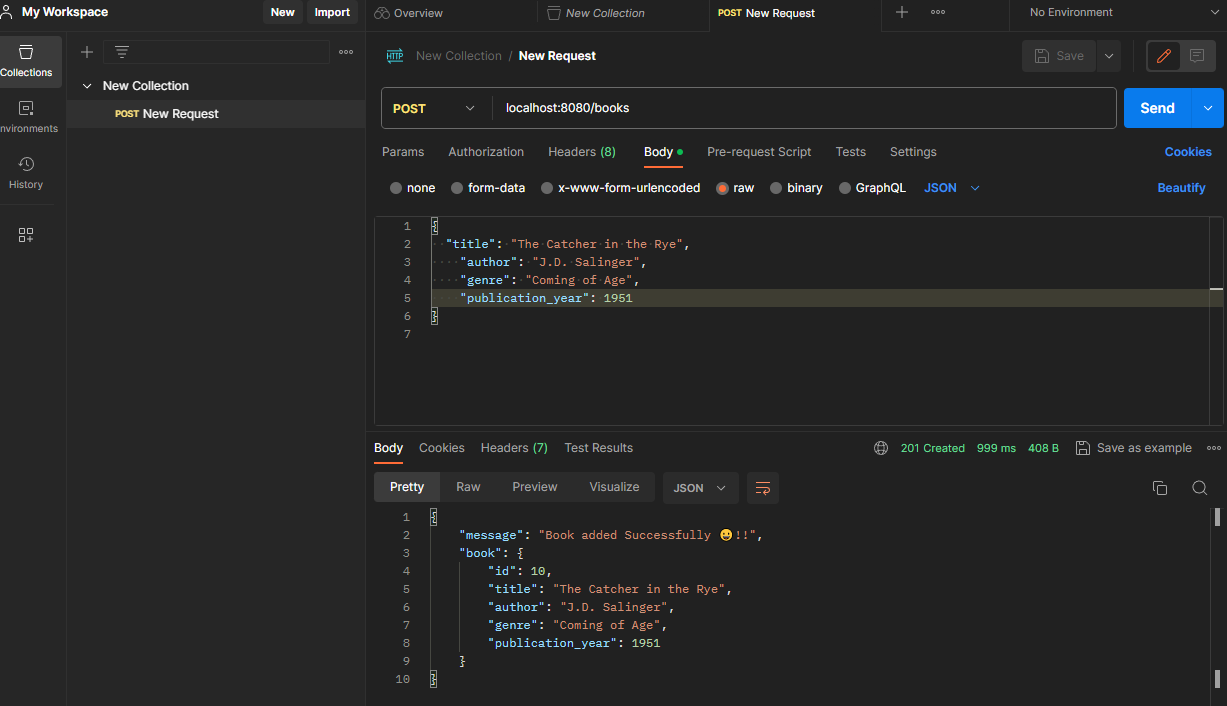 My Workspace
New
Import
Overview
New Collection
POST New Request
No Environment
Collections
nvironments
History
New Collection
POST New Request
HTTP
New Collection / New Request
Save
POST
localhost:8080/books
Send
Params
Authorization
Headers (8)
Body
Pre-request Script
Tests
Settings
Cookies
none
form-data
x-www-form-urlencoded
raw
binary
GraphQL
JSON
Beautify
1 {
2 "title": "The Catcher in the Rye",
3 "author": "J.D. Salinger",
4 "genre": "Coming of Age",
5 "publication_year": 1951
6 }
7
Body
Cookies
Headers (7)
Test Results
201 Created
999 ms
408 B
Save as example
Pretty
Raw
Preview
Visualize
JSON
1 {
2 "message": "Book added Successfully 😀!!",
3 "book": {
4 "id": 10,
5 "title": "The Catcher in the Rye",
6 "author": "J.D. Salinger",
7 "genre": "Coming of Age",
8 "publication_year": 1951
9 }
10 }